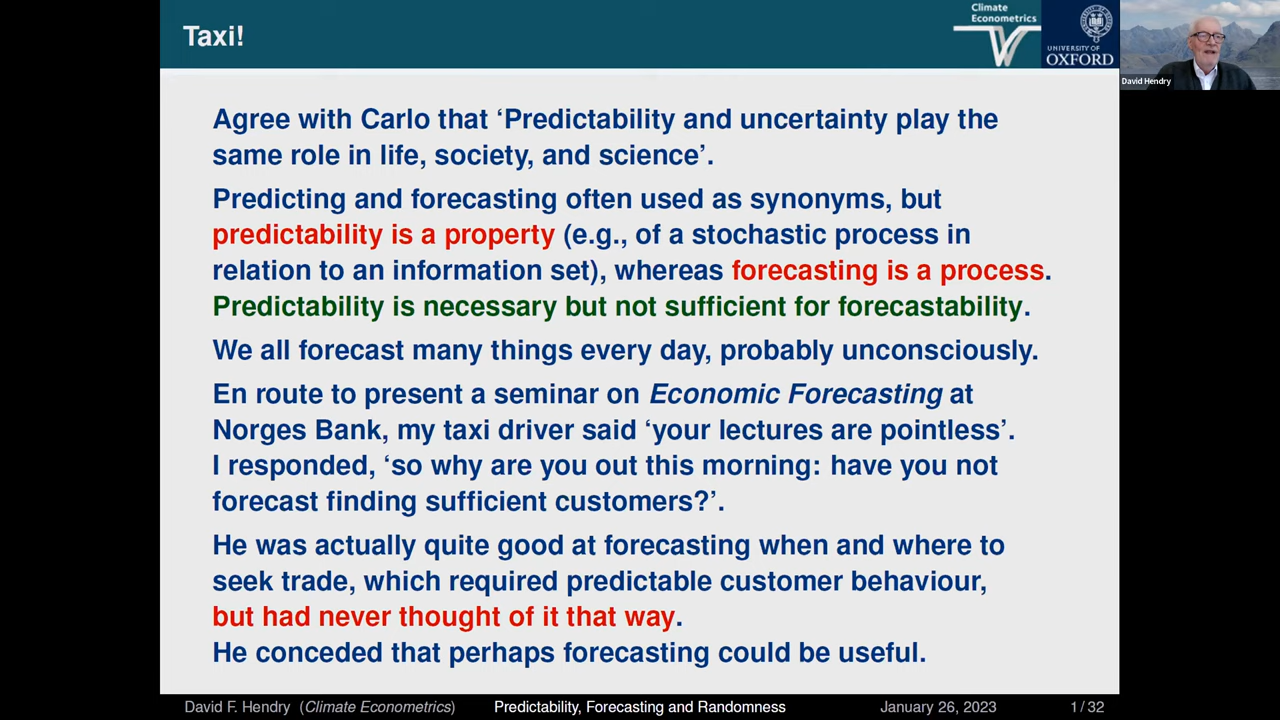 Taxi!
Climate
Econometrics
UNIVERSITY OF
OXFORD
David Hendry
Agree with Carlo that ‘Predictability and uncertainty play the
same role in life, society, and science’.
Predicting and forecasting often used as synonyms, but
predictability is a property (e.g., of a stochastic process in
relation to an information set), whereas forecasting is a process.
Predictability is necessary but not sufficient for forecastability.
We all forecast many things every day, probably unconsciously.
En route to present a seminar on Economic Forecasting at
Norges Bank, my taxi driver said ‘your lectures are pointless’.
I responded, ‘so why are you out this morning: have you not
forecast finding sufficient customers?’.
He was actually quite good at forecasting when and where to
seek trade, which required predictable customer behaviour,
but had never thought of it that way.
He conceded that perhaps forecasting could be useful.
David F. Hendry (Climate Econometrics) Predictability, Forecasting and Randomness January 26, 2023 1 / 32